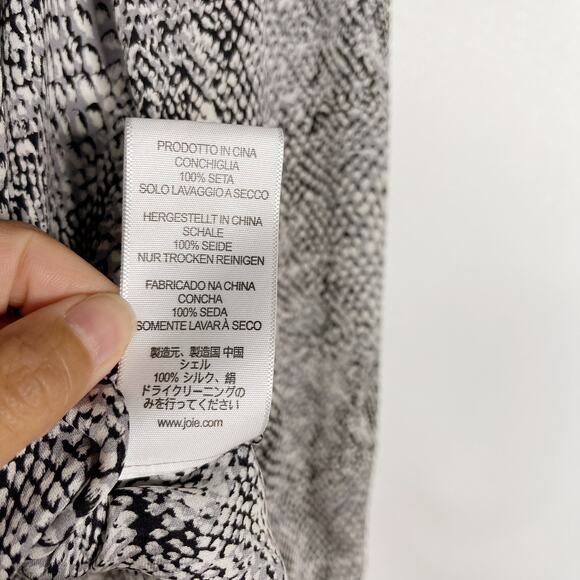 PRODOTTO IN CINA
CONCHIGLIA
100% SETA
SOLO LAVAGGIO A SECCO
HERGESTELLT IN CHINA
SCHALE
100% SEIDE
NUR TROCKEN REINIGEN
FABRICADO NA CHINA
CONCHA
100% SEDA
SOMENTE LAVAR À SECO
製造元、製造国 中国
シェル
100% シルク、絹
ドライクリーニングの
みを行ってください
www.joie.com